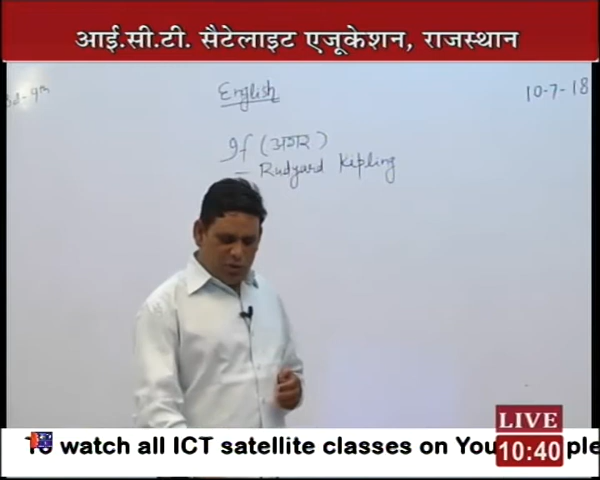 आई.सी.टी. सैटेलाइट एजूकेशन, राजस्थान
English
10-7-18
If (अगर)
– Rudyard Kipling
LIVE
To watch all ICT satellite classes on You
10:40